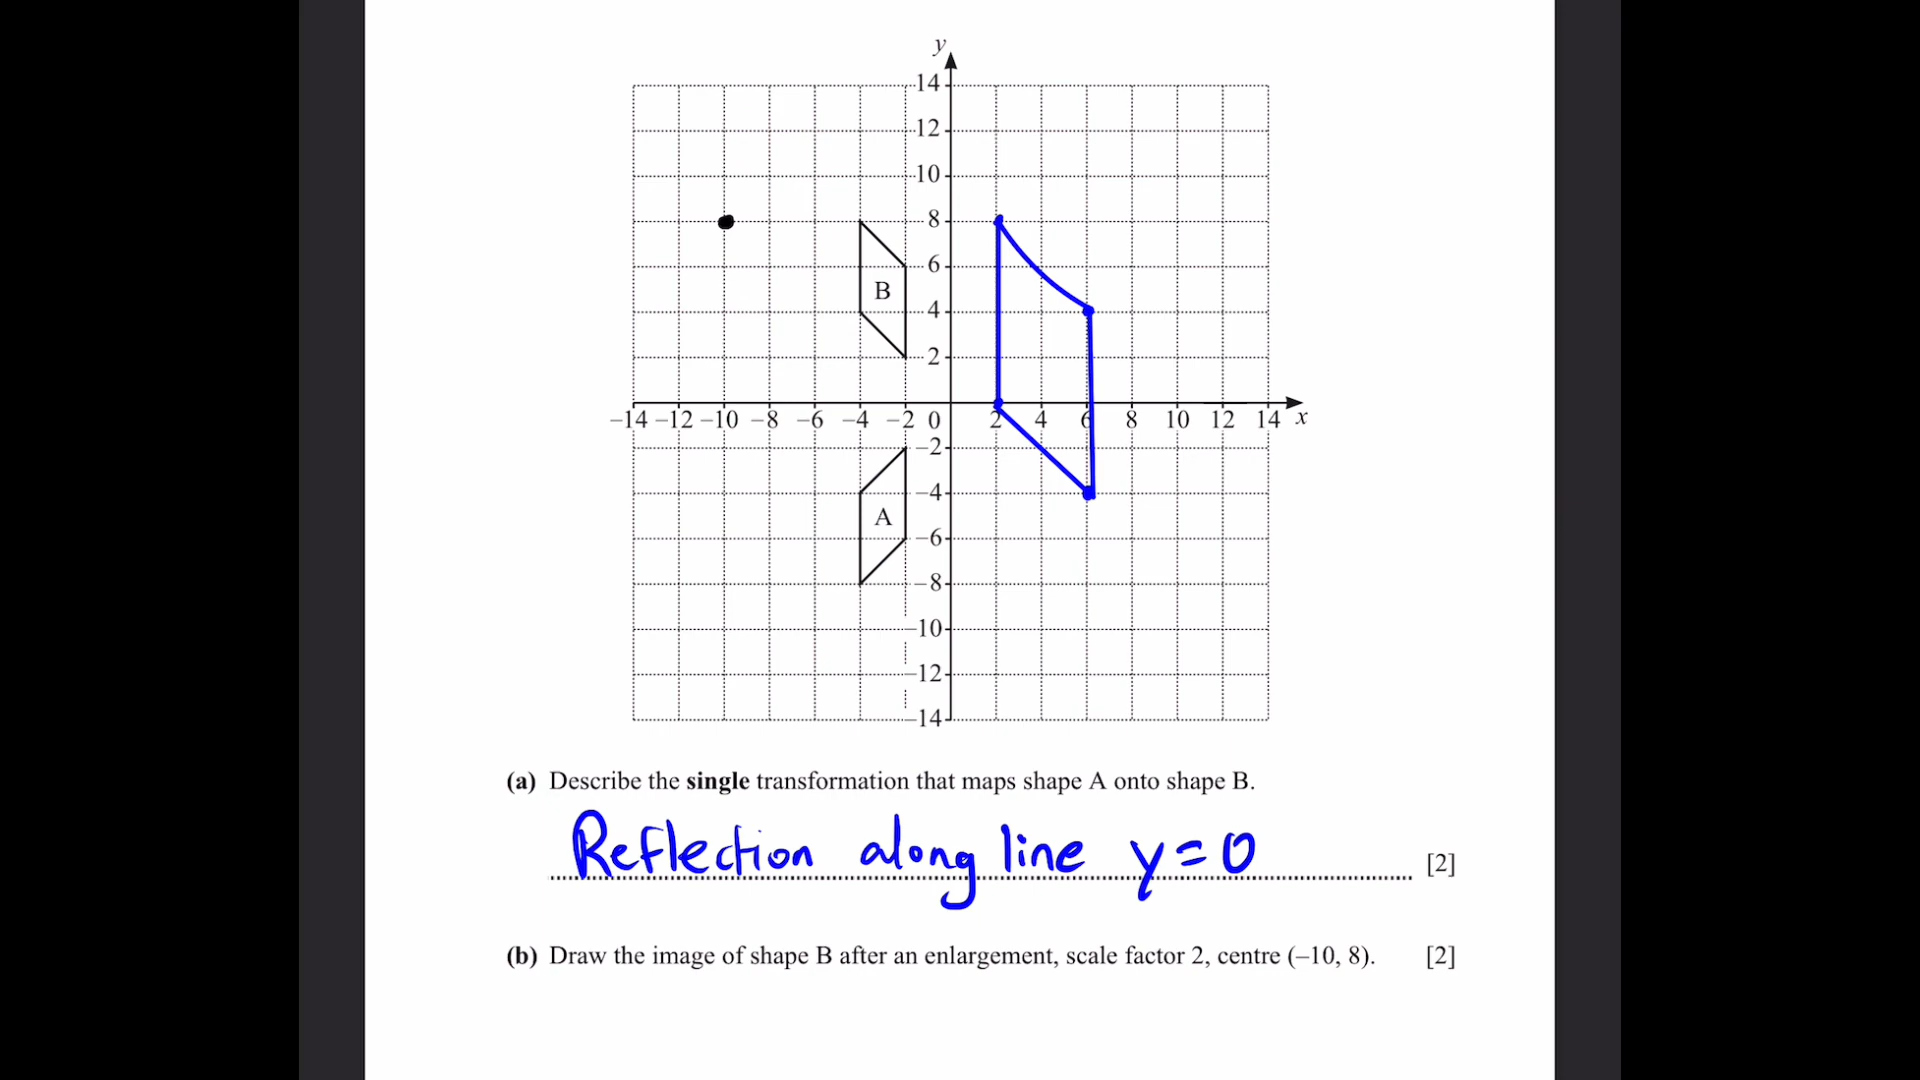 y
14
12
10
8
B
6
4
2
−14 −12 −10 −8 −6 −4 −2 0 2 4 6 8 10 12 14 x
−2
−4
A
−6
−8
−10
−12
−14
(a) Describe the single transformation that maps shape A onto shape B.
Reflection along line y=0
[2]
(b) Draw the image of shape B after an enlargement, scale factor 2, centre (–10, 8). [2]